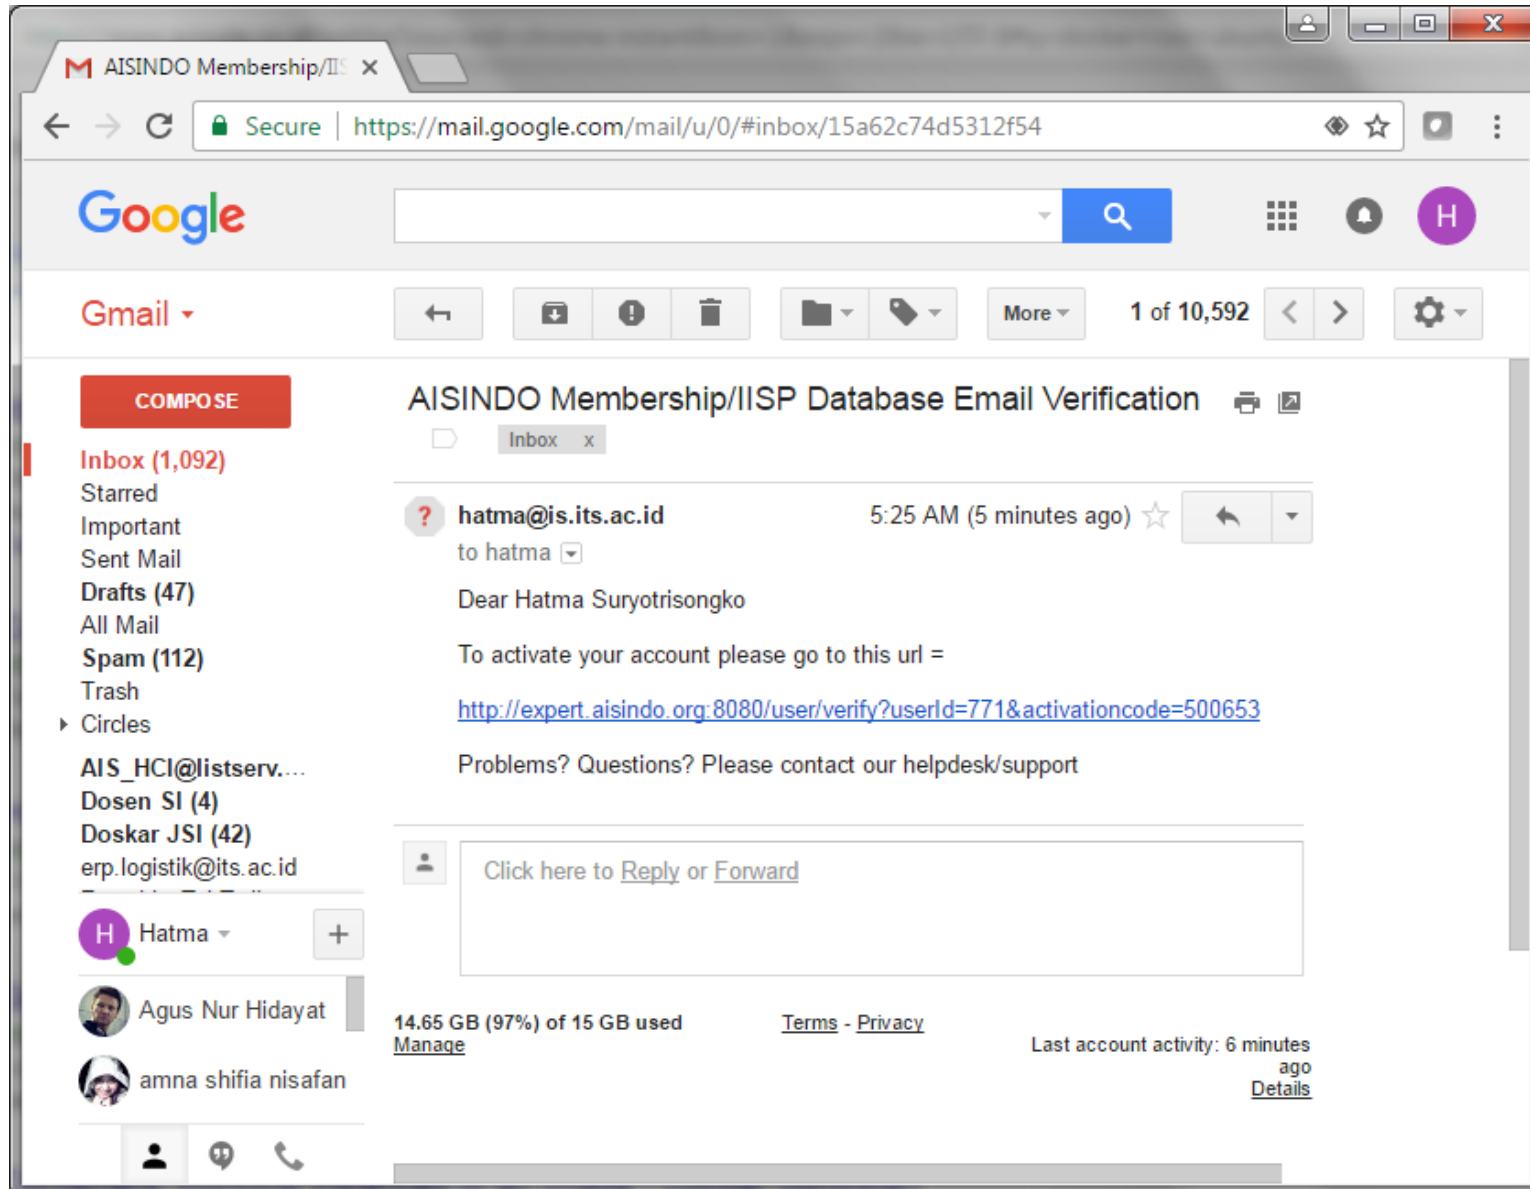 AISINDO Membership/IIS
Secure https://mail.google.com/mail/u/0/#inbox/15a62c74d5312f54
Google
H
Gmail
More
1 of 10,592
COMPOSE
Inbox (1,092)
Starred
Important
Sent Mail
Drafts (47)
All Mail
Spam (112)
Trash
Circles
AIS_HCI@listserv....
Dosen SI (4)
Doskar JSI (42)
erp.logistik@its.ac.id
H Hatma
Agus Nur Hidayat
amna shifia nisafan
AISINDO Membership/IISP Database Email Verification
Inbox x
? hatma@is.its.ac.id 5:25 AM (5 minutes ago)
to hatma
Dear Hatma Suryotrisongko
To activate your account please go to this url =
http://expert.aisindo.org:8080/user/verify?userId=771&activationcode=500653
Problems? Questions? Please contact our helpdesk/support
Click here to Reply or Forward
14.65 GB (97%) of 15 GB used
Manage
Terms - Privacy
Last account activity: 6 minutes
ago
Details